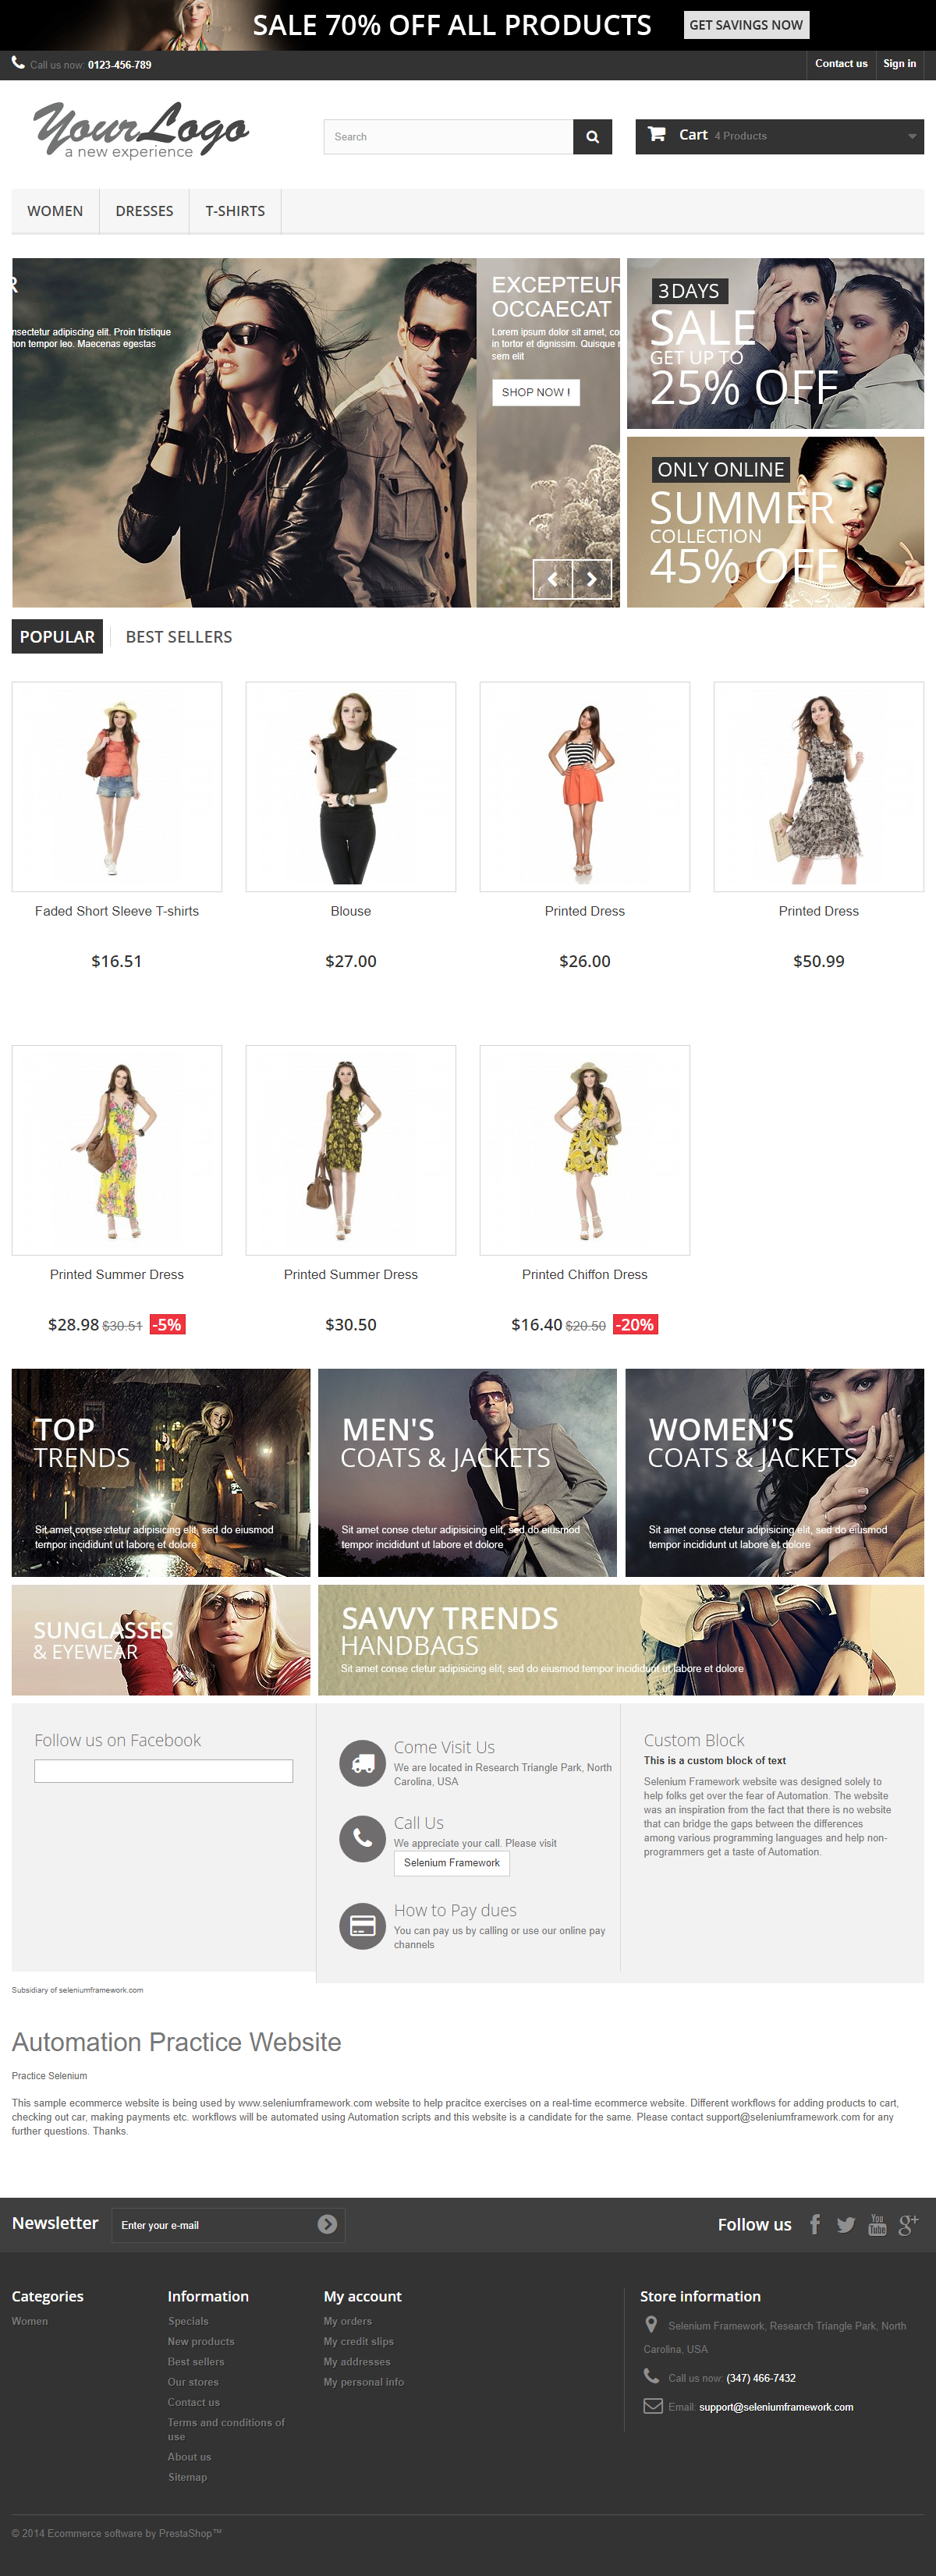 SALE 70% OFF ALL PRODUCTS
GET SAVINGS NOW
Call us now: 0123-456-789
Contact us
Sign in
YourLogo
a new experience
Search
Cart 4 Products
WOMEN
DRESSES
T-SHIRTS
R
nsectetur adipiscing elit. Proin tristique
non tempor leo. Maecenas egestas
EXCEPTEUR
OCCAECAT
Lorem ipsum dolor sit amet, co
in tortor et dignissim. Quisque
sem elit
SHOP NOW !
3 DAYS
SALE
GET UP TO
25% OFF
ONLY ONLINE
SUMMER
COLLECTION
45% OFF
POPULAR
BEST SELLERS
Faded Short Sleeve T-shirts
$16.51
Blouse
$27.00
Printed Dress
$26.00
Printed Dress
$50.99
Printed Summer Dress
$28.98 $30.51 -5%
Printed Summer Dress
$30.50
Printed Chiffon Dress
$16.40 $20.50 -20%
TOP
TRENDS
Sit amet conse ctetur adipisicing elit, sed do eiusmod
tempor incididunt ut labore et dolore
MEN'S
COATS & JACKETS
Sit amet conse ctetur adipisicing elit, sed do eiusmod
tempor incididunt ut labore et dolore
WOMEN'S
COATS & JACKETS
Sit amet conse ctetur adipisicing elit, sed do eiusmod
tempor incididunt ut labore et dolore
SUNGLASSES
& EYEWEAR
SAVVY TRENDS
HANDBAGS
Sit amet conse ctetur adipisicing elit, sed do eiusmod tempor incididunt ut labore et dolore
Follow us on Facebook
Come Visit Us
We are located in Research Triangle Park, North
Carolina, USA
Call Us
We appreciate your call. Please visit
Selenium Framework
How to Pay dues
You can pay us by calling or use our online pay
channels
Custom Block
This is a custom block of text
Selenium Framework website was designed solely to
help folks get over the fear of Automation. The website
was an inspiration from the fact that there is no website
that can bridge the gaps between the differences
among various programming languages and help non-
programmers get a taste of Automation.
Subsidiary of seleniumframework.com
Automation Practice Website
Practice Selenium
This sample ecommerce website is being used by www.seleniumframework.com website to help pracitce exercises on a real-time ecommerce website. Different workflows for adding products to cart,
checking out car, making payments etc. workflows will be automated using Automation scripts and this website is a candidate for the same. Please contact support@seleniumframework.com for any
further questions. Thanks.
Newsletter
Enter your e-mail
Follow us
You
Tube
g+
Categories
Women
Information
Specials
New products
Best sellers
Our stores
Contact us
Terms and conditions of
use
About us
Sitemap
My account
My orders
My credit slips
My addresses
My personal info
Store information
Selenium Framework, Research Triangle Park, North
Carolina, USA
Call us now: (347) 466-7432
Email: support@seleniumframework.com
© 2014 Ecommerce software by PrestaShop™